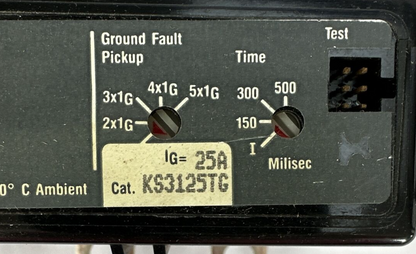 Ground Fault
Pickup
Time
Test
4x1G
3x1G
5x1G
2x1G
300
500
150
I
Milisec
IG= 25A
0° C Ambient
Cat. KS3125TG